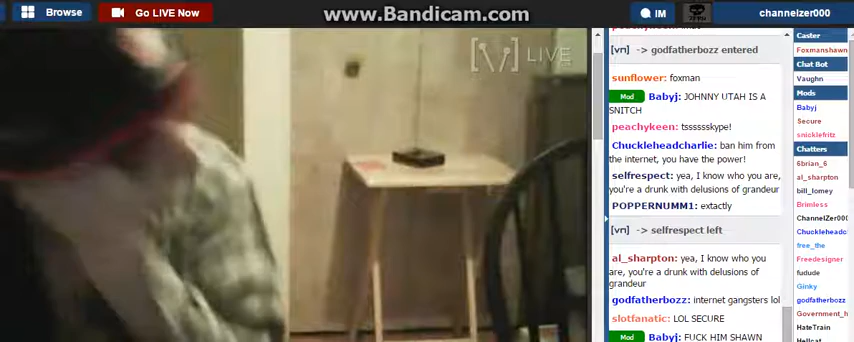 Browse
Go LIVE Now
www.Bandicam.com
IM
channelzer000
[\/] LIVE
[vn] -> godfatherbozz entered
sunflower: foxman
Mod Babyj: JOHNNY UTAH IS A
SNITCH
peachykeen: tssssssskype!
Chuckleheadcharlie: ban him from
the internet, you have the power!
selfrespect: yea, I know who you are,
you're a drunk with delusions of grandeur
POPPERNUMM1: extactly
[vn] -> selfrespect left
al_sharpton: yea, I know who you
are, you're a drunk with delusions of
grandeur
godfatherbozz: internet gangsters lol
slotfanatic: LOL SECURE
Mod Babyj: FUCK HIM SHAWN
Caster
Foxmanshawn
Chat Bot
Vaughn
Mods
Babyj
Secure
snicklefritz
Chatters
6brian_6
al_sharpton
bill_lomey
Brimless
ChannelZer000
Chucklehead
free_the
Freedesigner
fudude
Ginky
godfatherbozz
Government_h
HateTrain
Hellcat